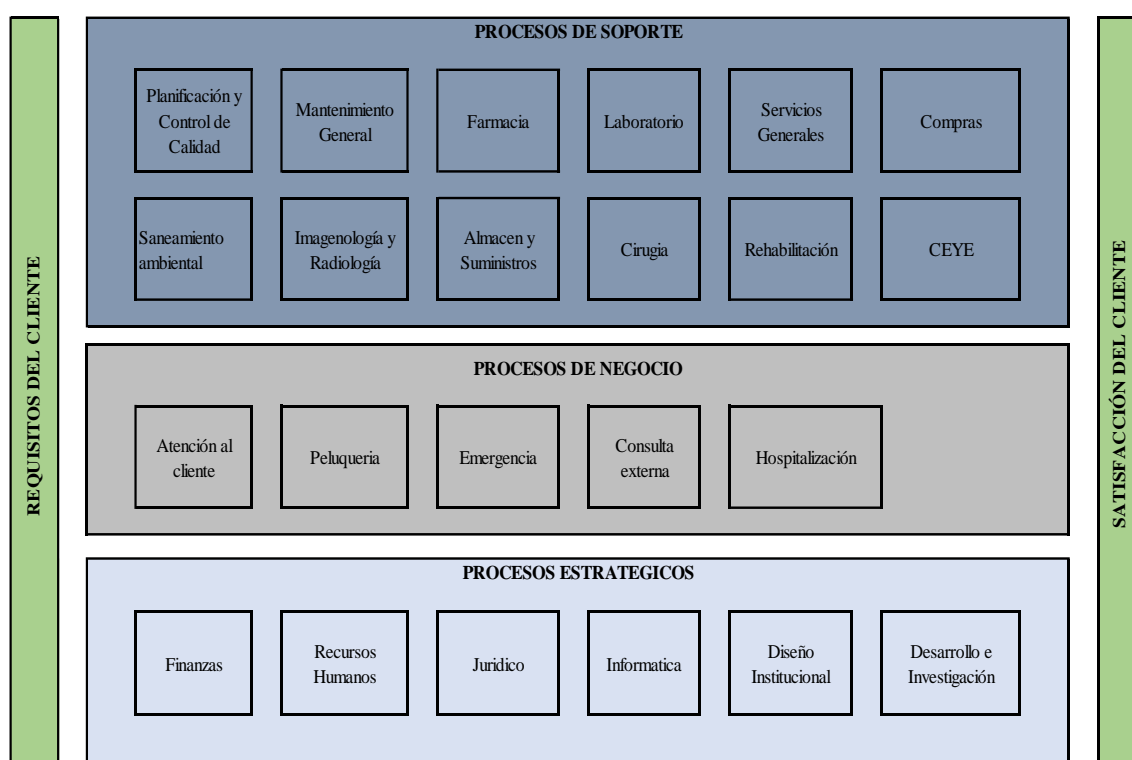 REQUISITOS DEL CLIENTE
PROCESOS DE SOPORTE
Planificación y
Control de
Calidad
Mantenimiento
General
Farmacia
Laboratorio
Servicios
Generales
Compras
Saneamiento
ambiental
Imagenología y
Radiología
Almacen y
Suministros
Cirugia
Rehabilitación
CEYE
PROCESOS DE NEGOCIO
Atención al
cliente
Peluqueria
Emergencia
Consulta
externa
Hospitalización
PROCESOS ESTRATEGICOS
Finanzas
Recursos
Humanos
Juridico
Informatica
Diseño
Institucional
Desarrollo e
Investigación
SATISFACCIÓN DEL CLIENTE